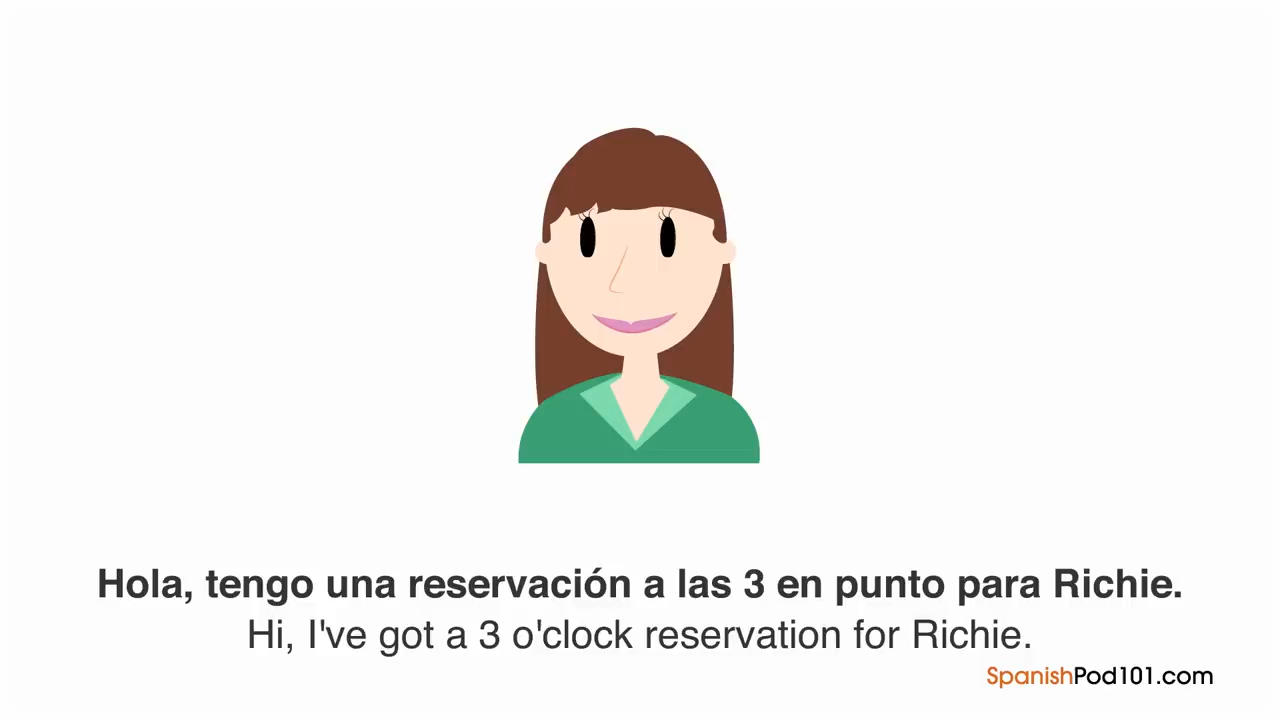 Hola, tengo una reservación a las 3 en punto para Richie.
Hi, I've got a 3 o'clock reservation for Richie.
SpanishPod101.com